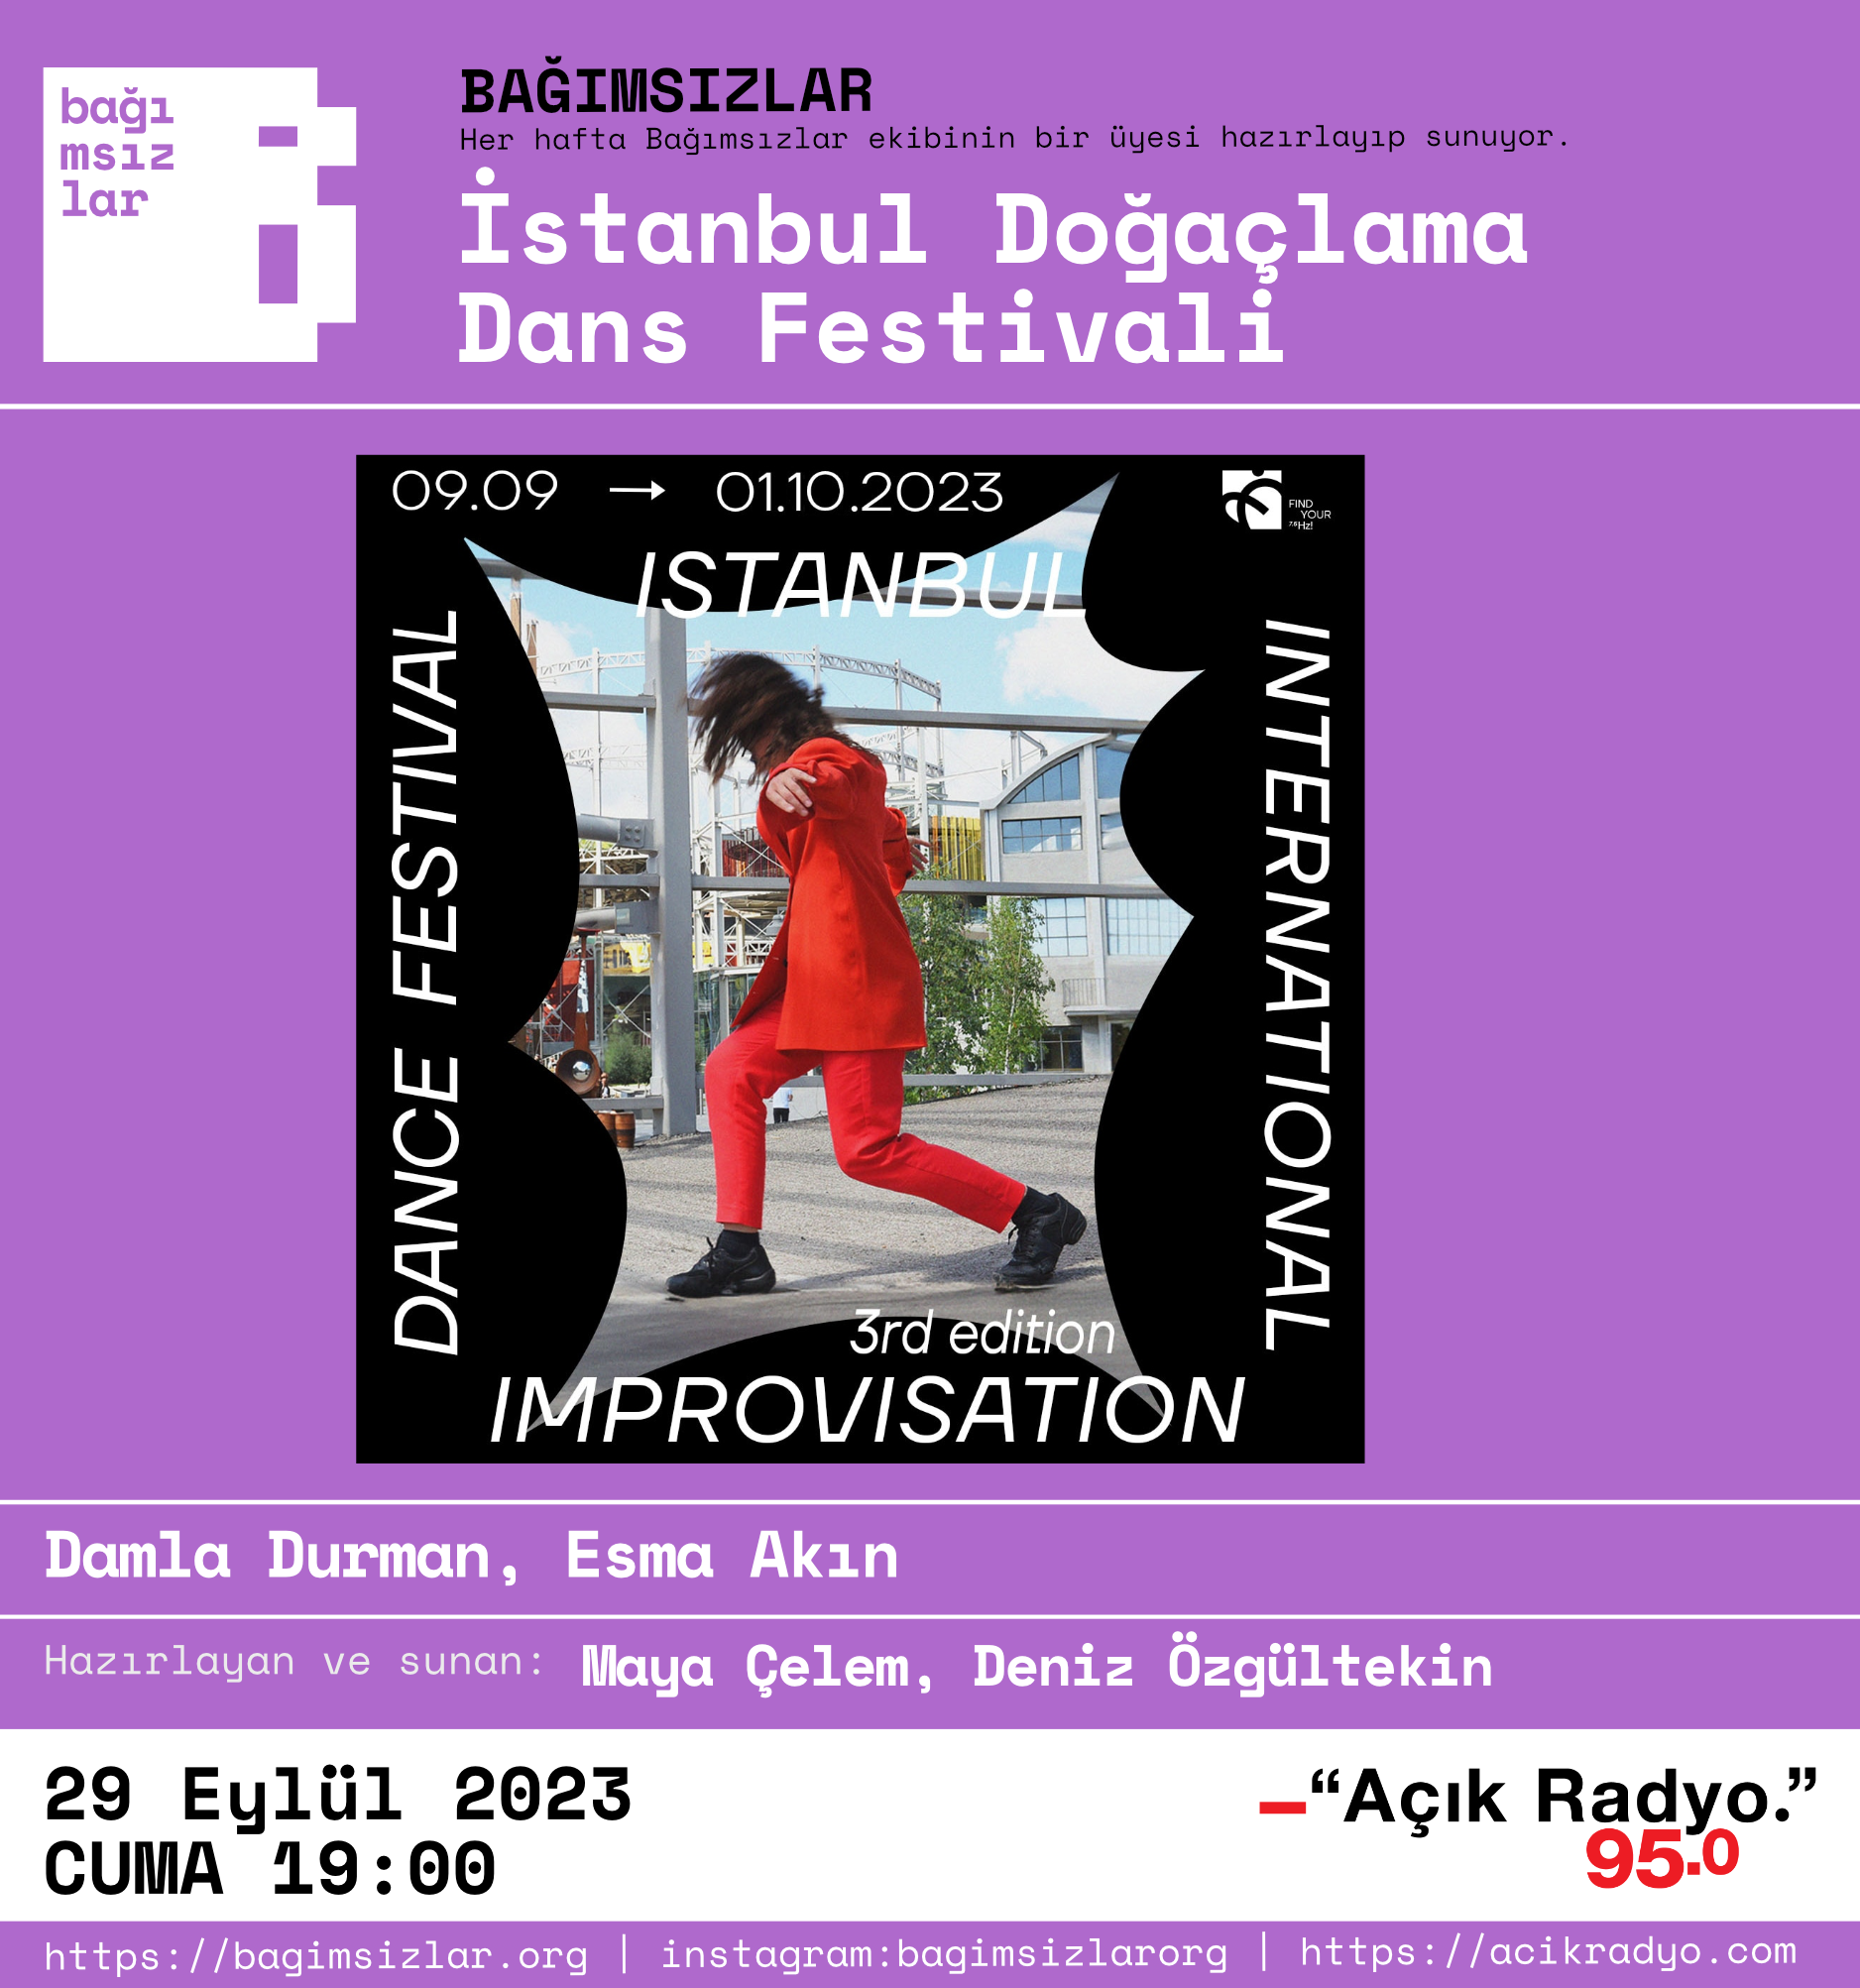 bağı
msız
lar
BAĞIMSIZLAR
Her hafta Bağımsızlar ekibinin bir üyesi hazırlayıp sunuyor.
İstanbul Doğaçlama
Dans Festivali
09.09 → 01.10.2023
FIND
YOUR
7.8Hz!
ISTANBUL
INTERNATIONAL
3rd edition
IMPROVISATION
DANCE FESTIVAL
Damla Durman, Esma Akın
Hazırlayan ve sunan: Maya Çelem, Deniz Özgültekin
29 Eylül 2023
CUMA 19:00
–“Açık Radyo.”
95.0
https://bagimsizlar.org | instagram:bagimsizlarorg | https://acikradyo.com